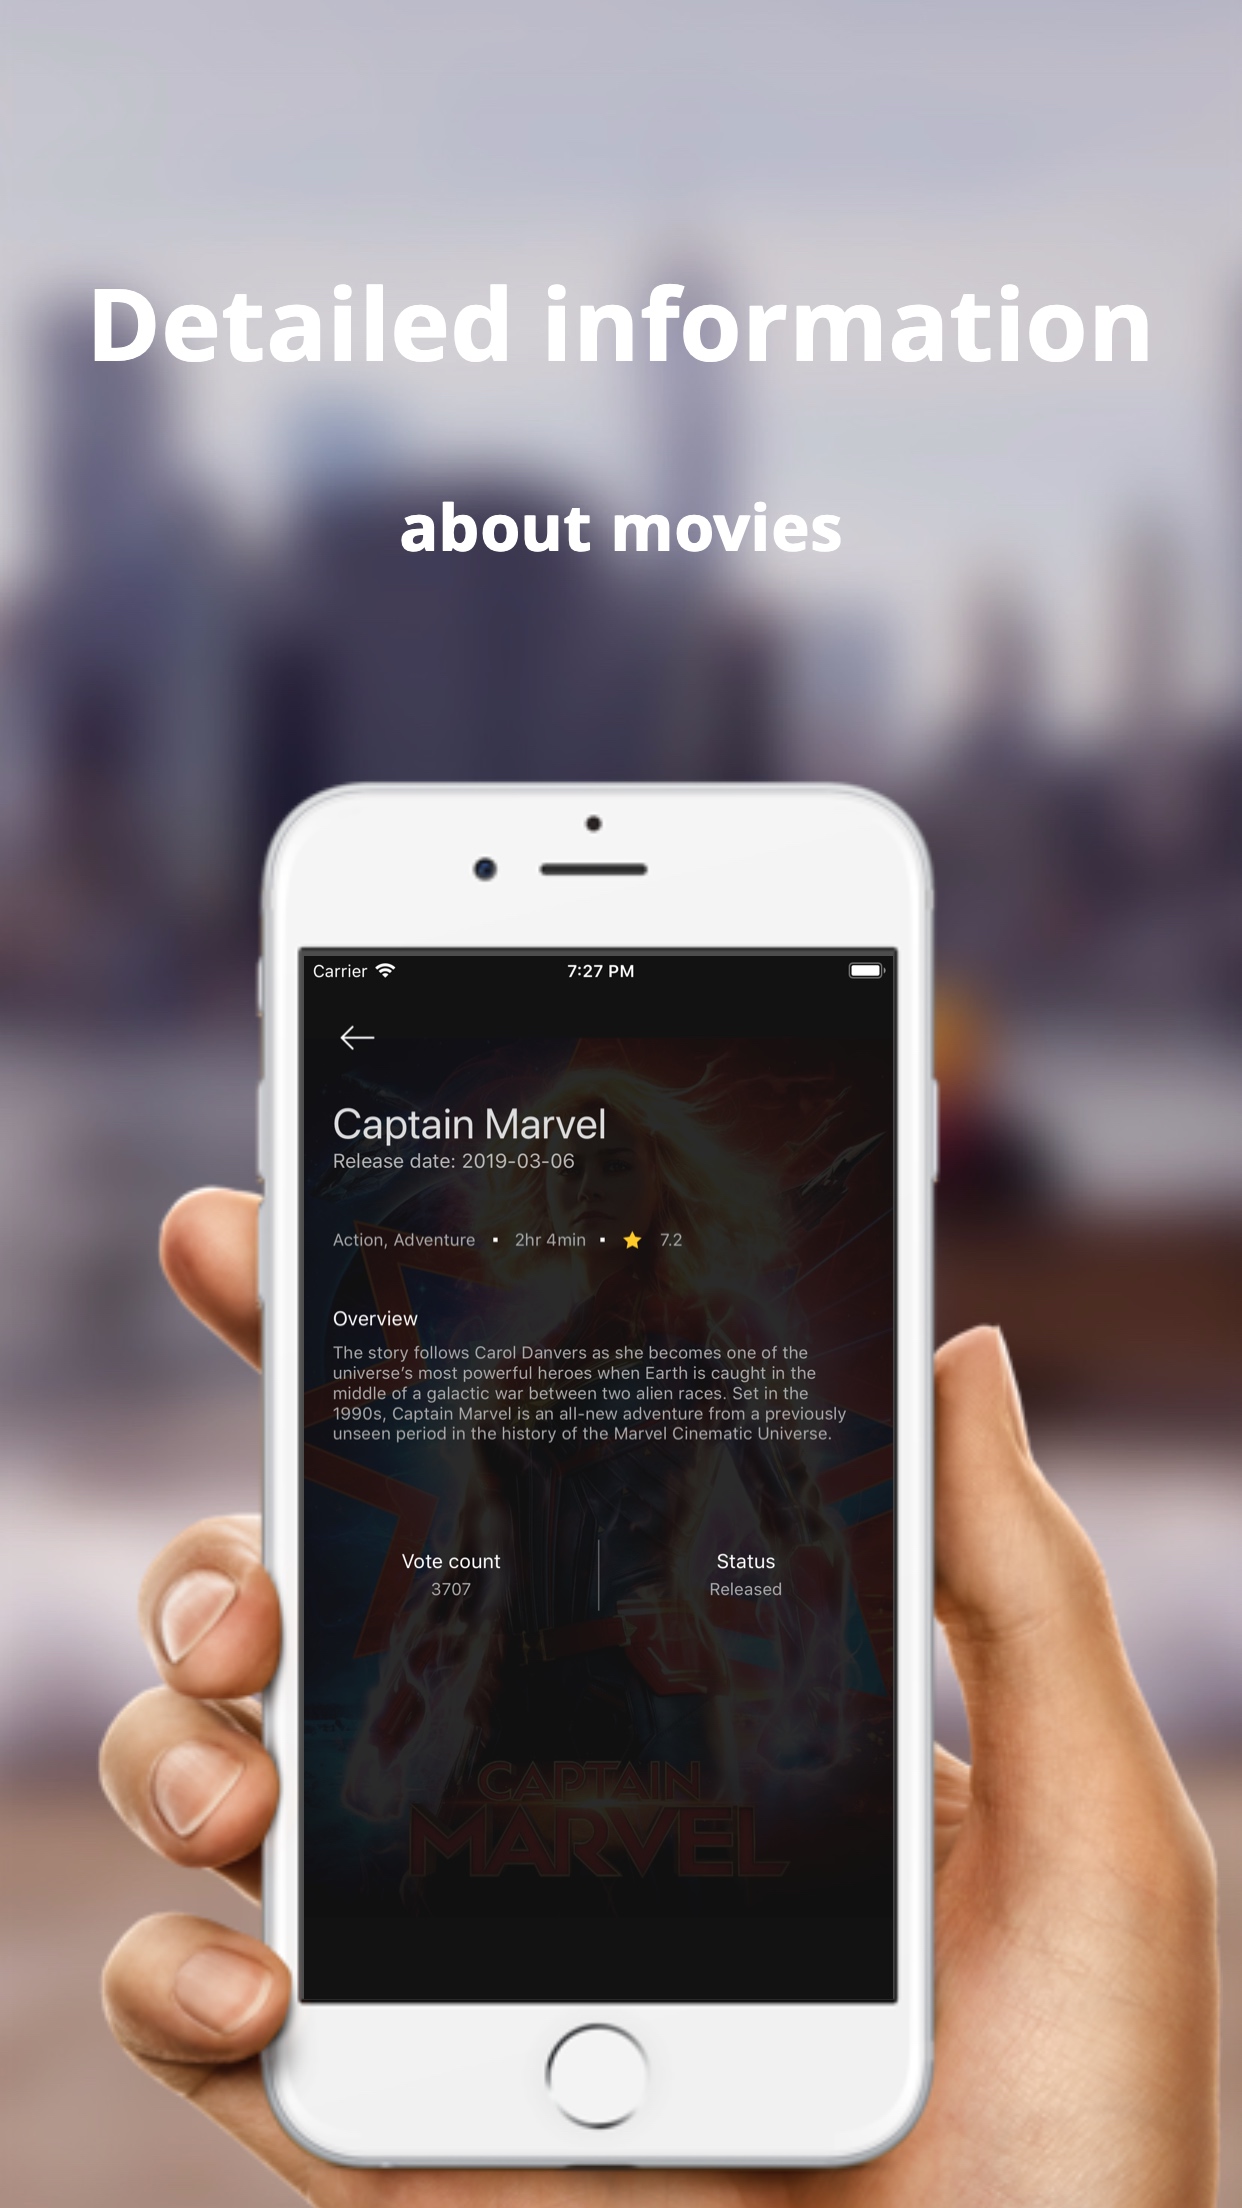 Detailed information
about movies
Carrier 7:27 PM
Captain Marvel
Release date: 2019-03-06
Action, Adventure ▪ 2hr 4min ▪ ★ 7.2
Overview
The story follows Carol Danvers as she becomes one of the
universe’s most powerful heroes when Earth is caught in the
middle of a galactic war between two alien races. Set in the
1990s, Captain Marvel is an all-new adventure from a previously
unseen period in the history of the Marvel Cinematic Universe.
Vote count Status
3707 Released
CAPTAIN
MARVEL